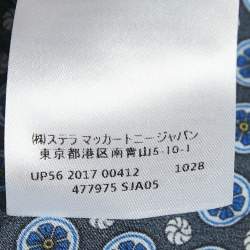 ㈱ステラ マッカートニー ジャパン
東京都港区南青山5-10-1
UP56 2017 00412 1028
477975 SJA05